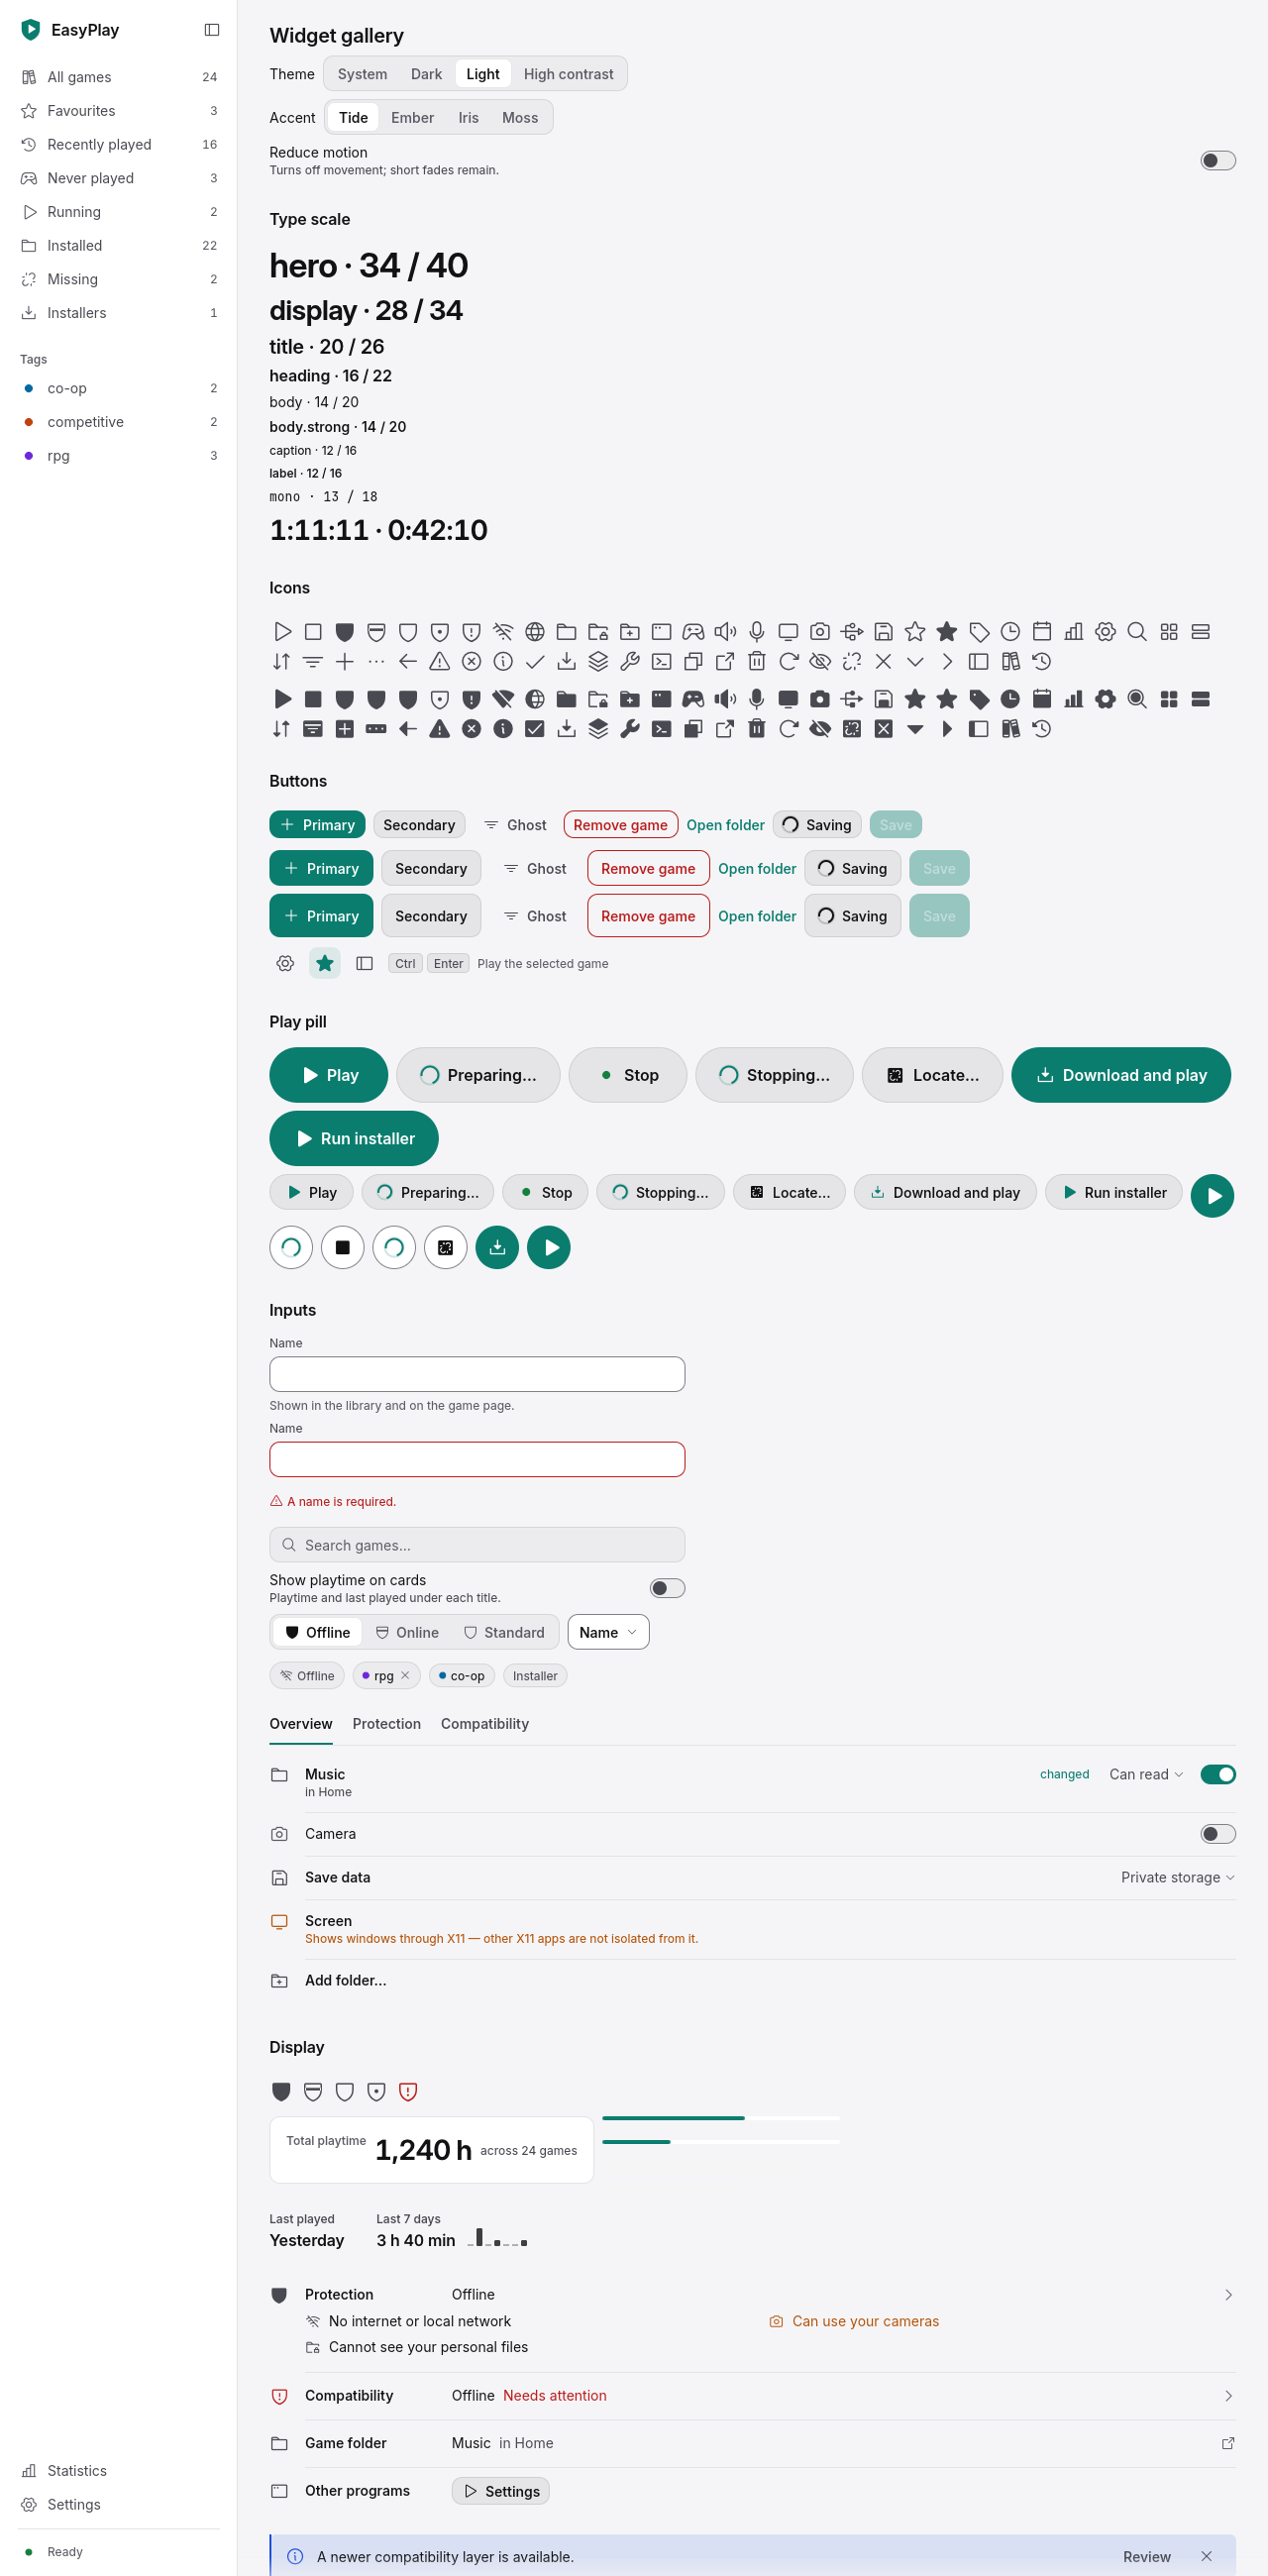 EasyPlay
All games 24
Favourites 3
Recently played 16
Never played 3
Running 2
Installed 22
Missing 2
Installers 1
Tags
co-op 2
competitive 2
rpg 3
Statistics
Settings
Ready
Widget gallery
Theme System Dark Light High contrast
Accent Tide Ember Iris Moss
Reduce motion
Turns off movement; short fades remain.
Type scale
hero · 34 / 40
display · 28 / 34
title · 20 / 26
heading · 16 / 22
body · 14 / 20
body.strong · 14 / 20
caption · 12 / 16
label · 12 / 16
mono · 13 / 18
1:11:11 · 0:42:10
Icons
Buttons
Primary Secondary Ghost Remove game Open folder Saving Save
Primary Secondary Ghost Remove game Open folder Saving Save
Primary Secondary Ghost Remove game Open folder Saving Save
Ctrl Enter Play the selected game
Play pill
Play Preparing… Stop Stopping… Locate… Download and play
Run installer
Play Preparing… Stop Stopping… Locate… Download and play Run installer
Inputs
Name
Shown in the library and on the game page.
Name
A name is required.
Search games…
Show playtime on cards
Playtime and last played under each title.
Offline Online Standard Name
Offline rpg co-op Installer
Overview Protection Compatibility
Music changed Can read
in Home
Camera
Save data Private storage
Screen
Shows windows through X11 — other X11 apps are not isolated from it.
Add folder…
Display
Total playtime 1,240 h across 24 games
Last played Last 7 days
Yesterday 3 h 40 min
Protection Offline
No internet or local network Can use your cameras
Cannot see your personal files
Compatibility Offline Needs attention
Game folder Music in Home
Other programs Settings
A newer compatibility layer is available. Review